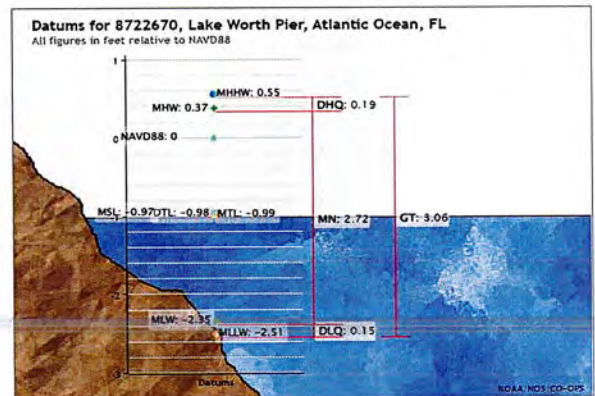 Datums for 8722670, Lake Worth Pier, Atlantic Ocean, FL
All figures in feet relative to NAVD88
1
MHHW: 0.55
MHW: 0.37
DHQ: 0.19
NAVD88: 0
0
MSL: -0.97
DTL: -0.98
MTL: -0.99
-1
MN: 2.72
GT: 3.06
-2
MLW: -2.35
MLLW: -2.51
DLQ: 0.15
-3
Datums
NOAA/NOS/CO-OPS